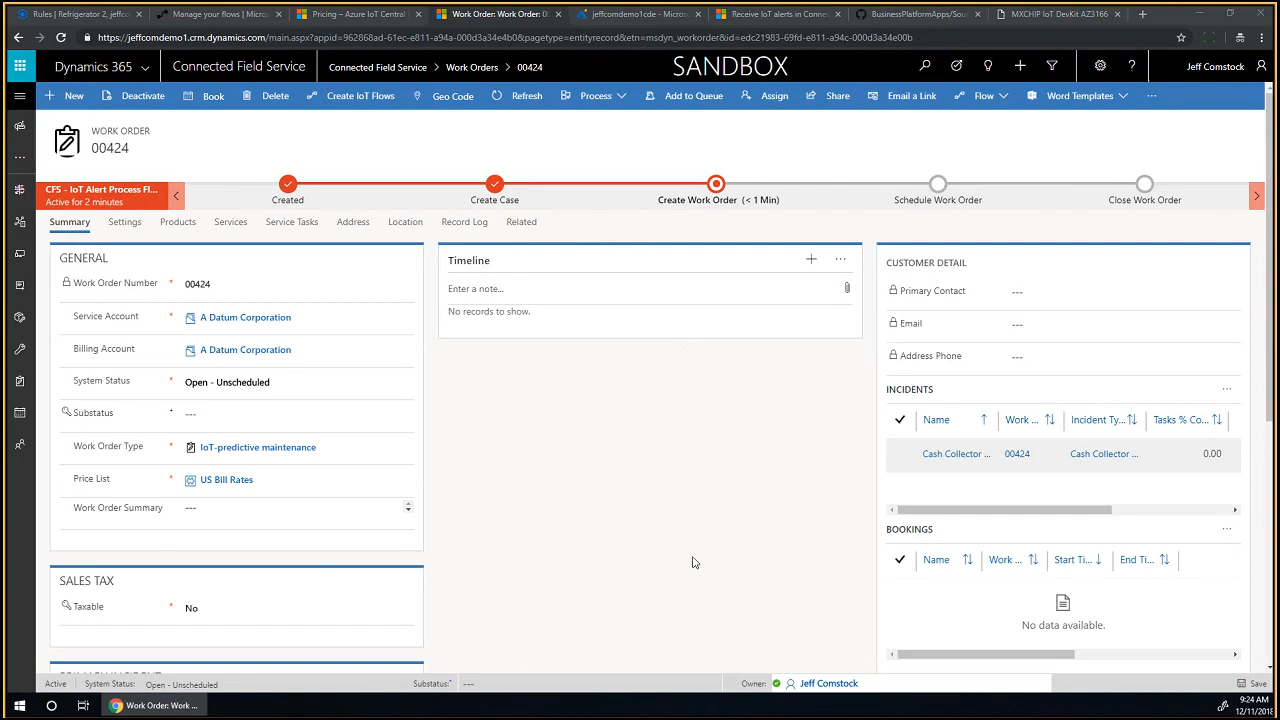 Rules | Refrigerator 2, jeffcom
Manage your flows | Micros
Pricing – Azure IoT Central
Work Order: Work Order: 00
jeffcomdemo1cde - Microsoft
Receive IoT alerts in Connec
BusinessPlatformApps/Sour
MXCHIP IoT DevKit AZ3166
https://jeffcomdemo1.crm.dynamics.com/main.aspx?appid=962868ad-61ec-e811-a94a-000d3a34e4b0&pagetype=entityrecord&etn=msdyn_workorder&id=edc21983-69fd-e811-a94c-000d3a34e00b
Dynamics 365
Connected Field Service
Connected Field Service > Work Orders > 00424
SANDBOX
Jeff Comstock
New
Deactivate
Book
Delete
Create IoT Flows
Geo Code
Refresh
Process
Add to Queue
Assign
Share
Email a Link
Flow
Word Templates
WORK ORDER
00424
CFS - IoT Alert Process Fl...
Active for 2 minutes
Created
Create Case
Create Work Order (< 1 Min)
Schedule Work Order
Close Work Order
Summary
Settings
Products
Services
Service Tasks
Address
Location
Record Log
Related
GENERAL
Work Order Number * 00424
Service Account * A Datum Corporation
Billing Account * A Datum Corporation
System Status * Open - Unscheduled
Substatus + ---
Work Order Type * IoT-predictive maintenance
Price List * US Bill Rates
Work Order Summary ---
SALES TAX
Taxable * No
Timeline
Enter a note...
No records to show.
CUSTOMER DETAIL
Primary Contact ---
Email ---
Address Phone ---
INCIDENTS
Name Work ... Incident Ty... Tasks % Co...
Cash Collector ... 00424 Cash Collector ... 0.00
BOOKINGS
Name Work ... Start Ti... End Ti...
No data available.
Active
System Status: Open - Unscheduled
Substatus: ---
Owner: Jeff Comstock
Save
Work Order: Work ...
9:24 AM
12/11/2018